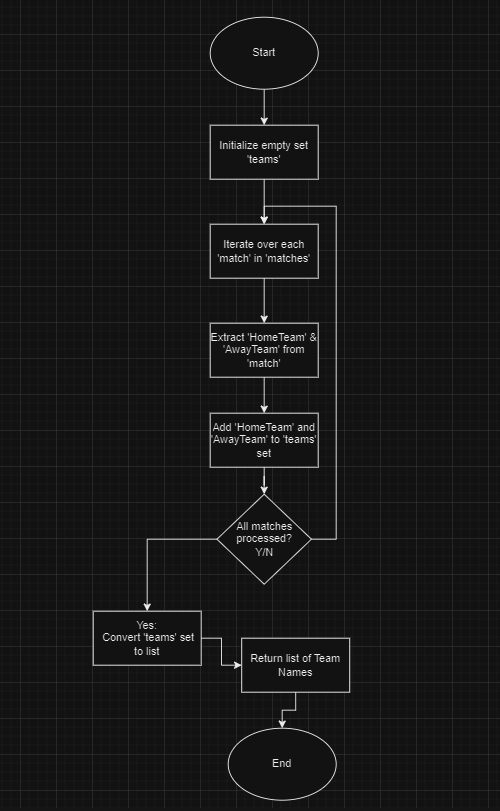 Start
Initialize empty set
'teams'
Iterate over each
'match' in 'matches'
Extract 'HomeTeam' &
'AwayTeam' from
'match'
Add 'HomeTeam' and
'AwayTeam' to 'teams'
set
All matches
processed?
Y/N
Yes:
Convert 'teams' set
to list
Return list of Team
Names
End